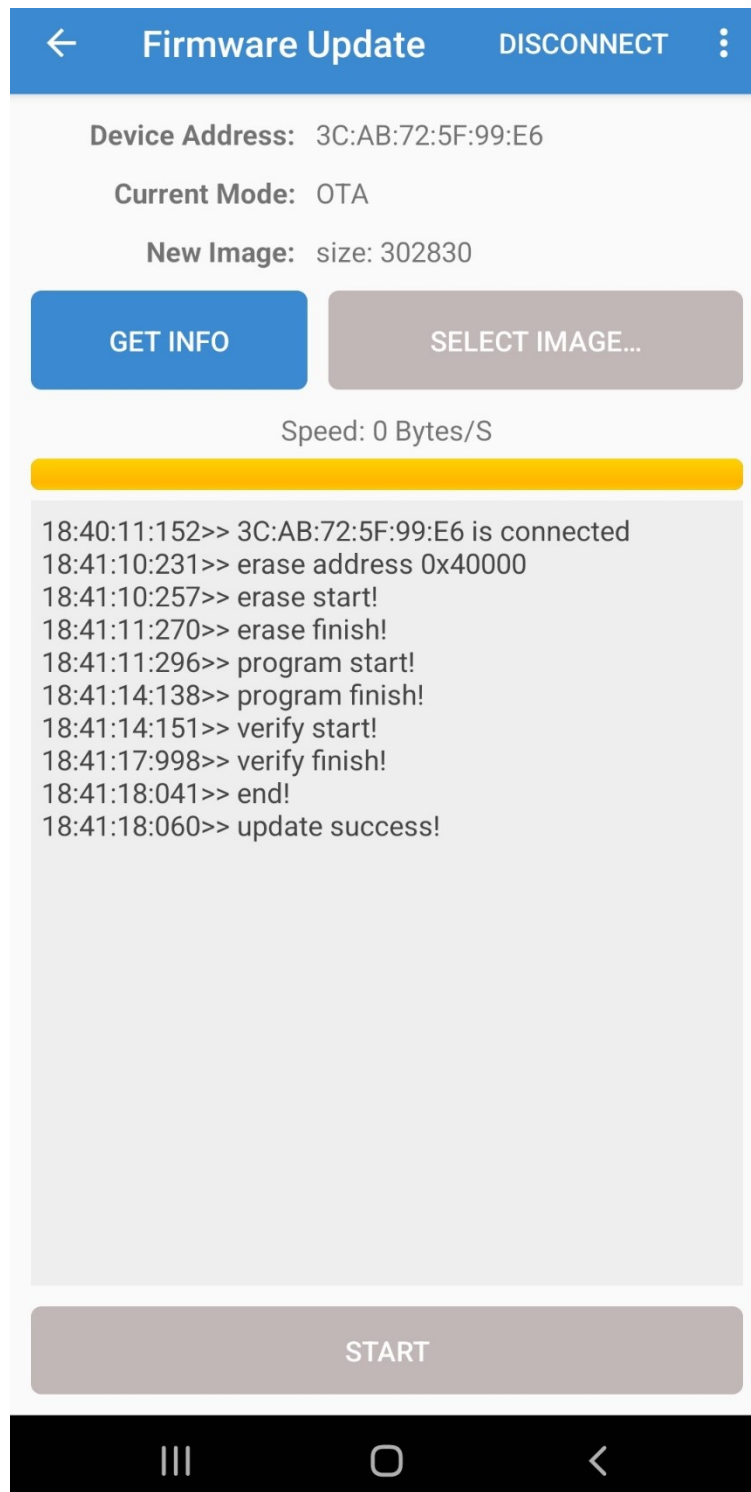 Firmware Update DISCONNECT
Device Address: 3C:AB:72:5F:99:E6
Current Mode: OTA
New Image: size: 302830
GET INFO SELECT IMAGE...
Speed: 0 Bytes/S
18:40:11:152>> 3C:AB:72:5F:99:E6 is connected
18:41:10:231>> erase address 0x40000
18:41:10:257>> erase start!
18:41:11:270>> erase finish!
18:41:11:296>> program start!
18:41:14:138>> program finish!
18:41:14:151>> verify start!
18:41:17:998>> verify finish!
18:41:18:041>> end!
18:41:18:060>> update success!
START